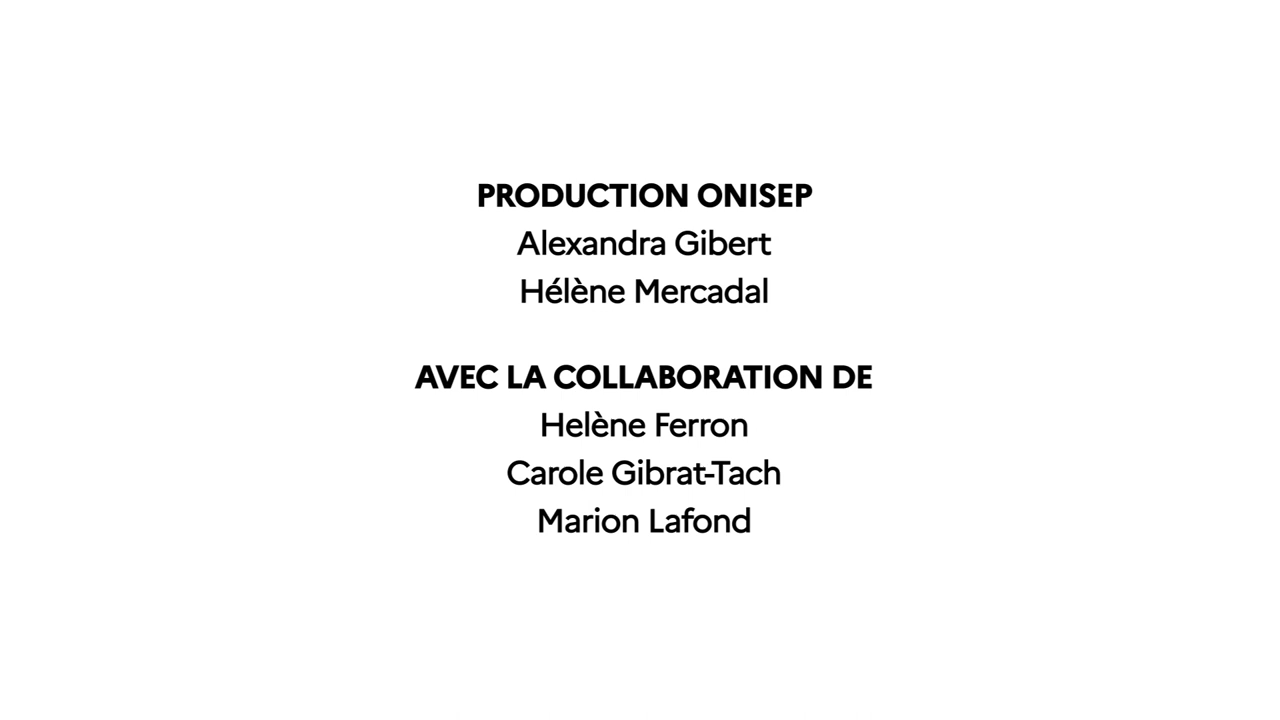 PRODUCTION ONISEP
Alexandra Gibert
Hélène Mercadal
AVEC LA COLLABORATION DE
Helène Ferron
Carole Gibrat-Tach
Marion Lafond